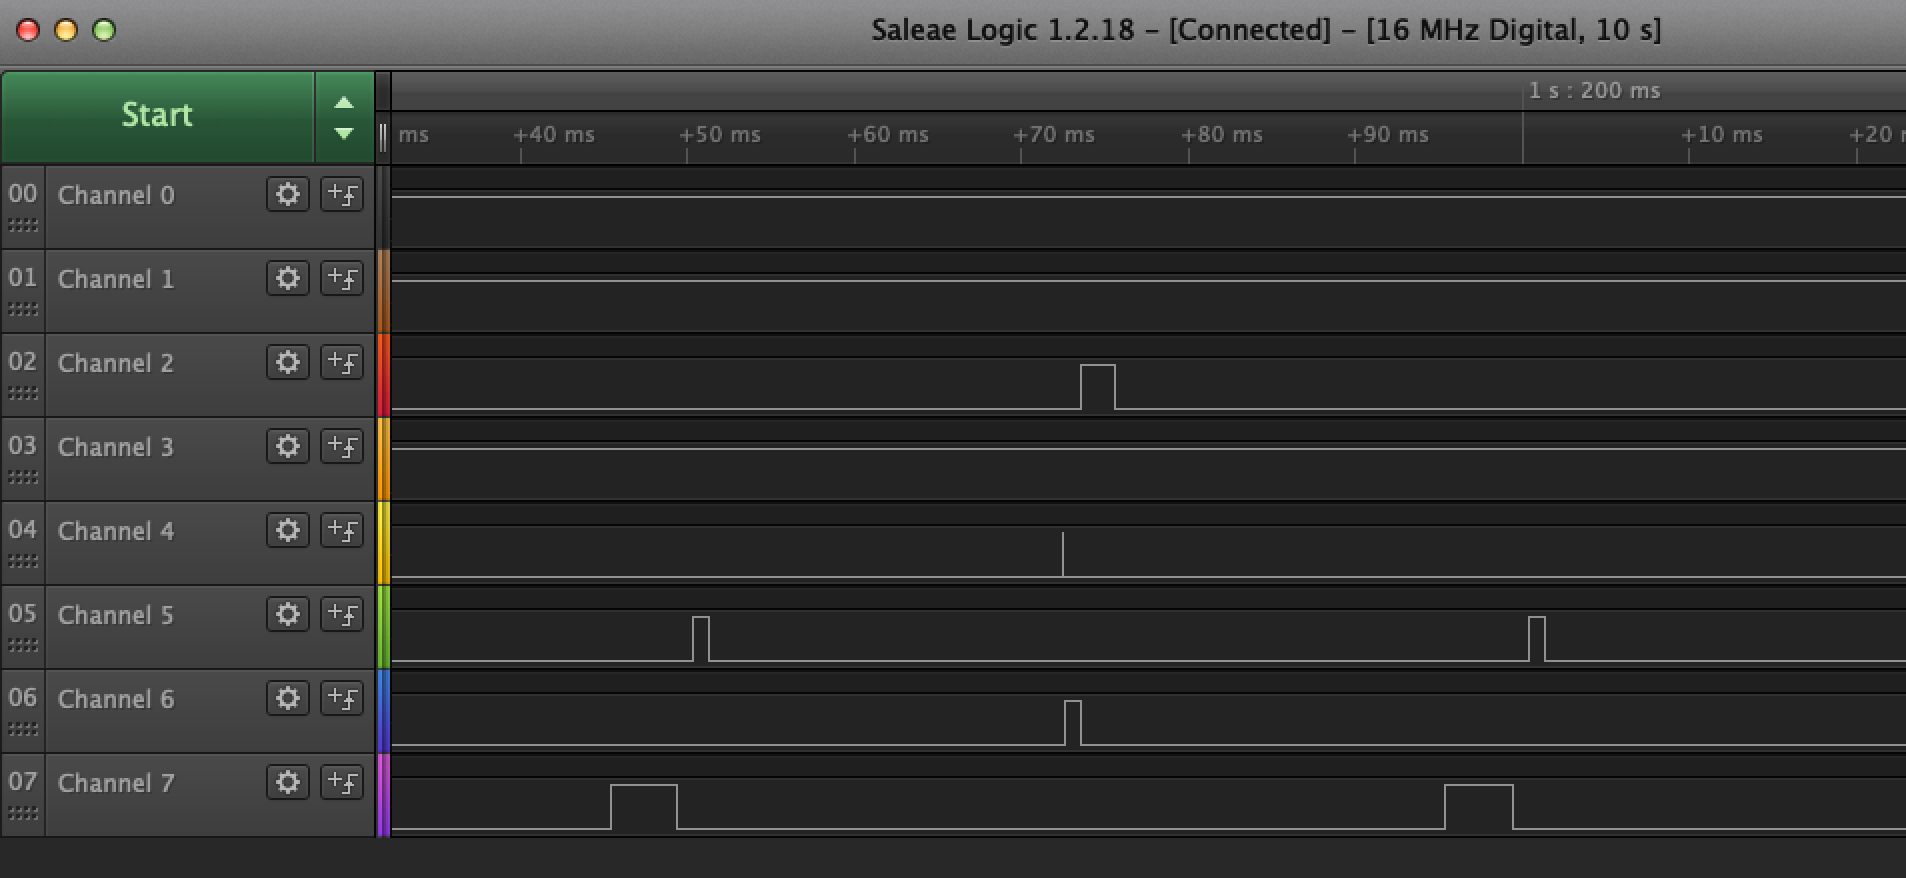 Saleae Logic 1.2.18 – [Connected] – [16 MHz Digital, 10 s]
Start
1 s : 200 ms
ms +40 ms +50 ms +60 ms +70 ms +80 ms +90 ms +10 ms +20
00 Channel 0
01 Channel 1
02 Channel 2
03 Channel 3
04 Channel 4
05 Channel 5
06 Channel 6
07 Channel 7